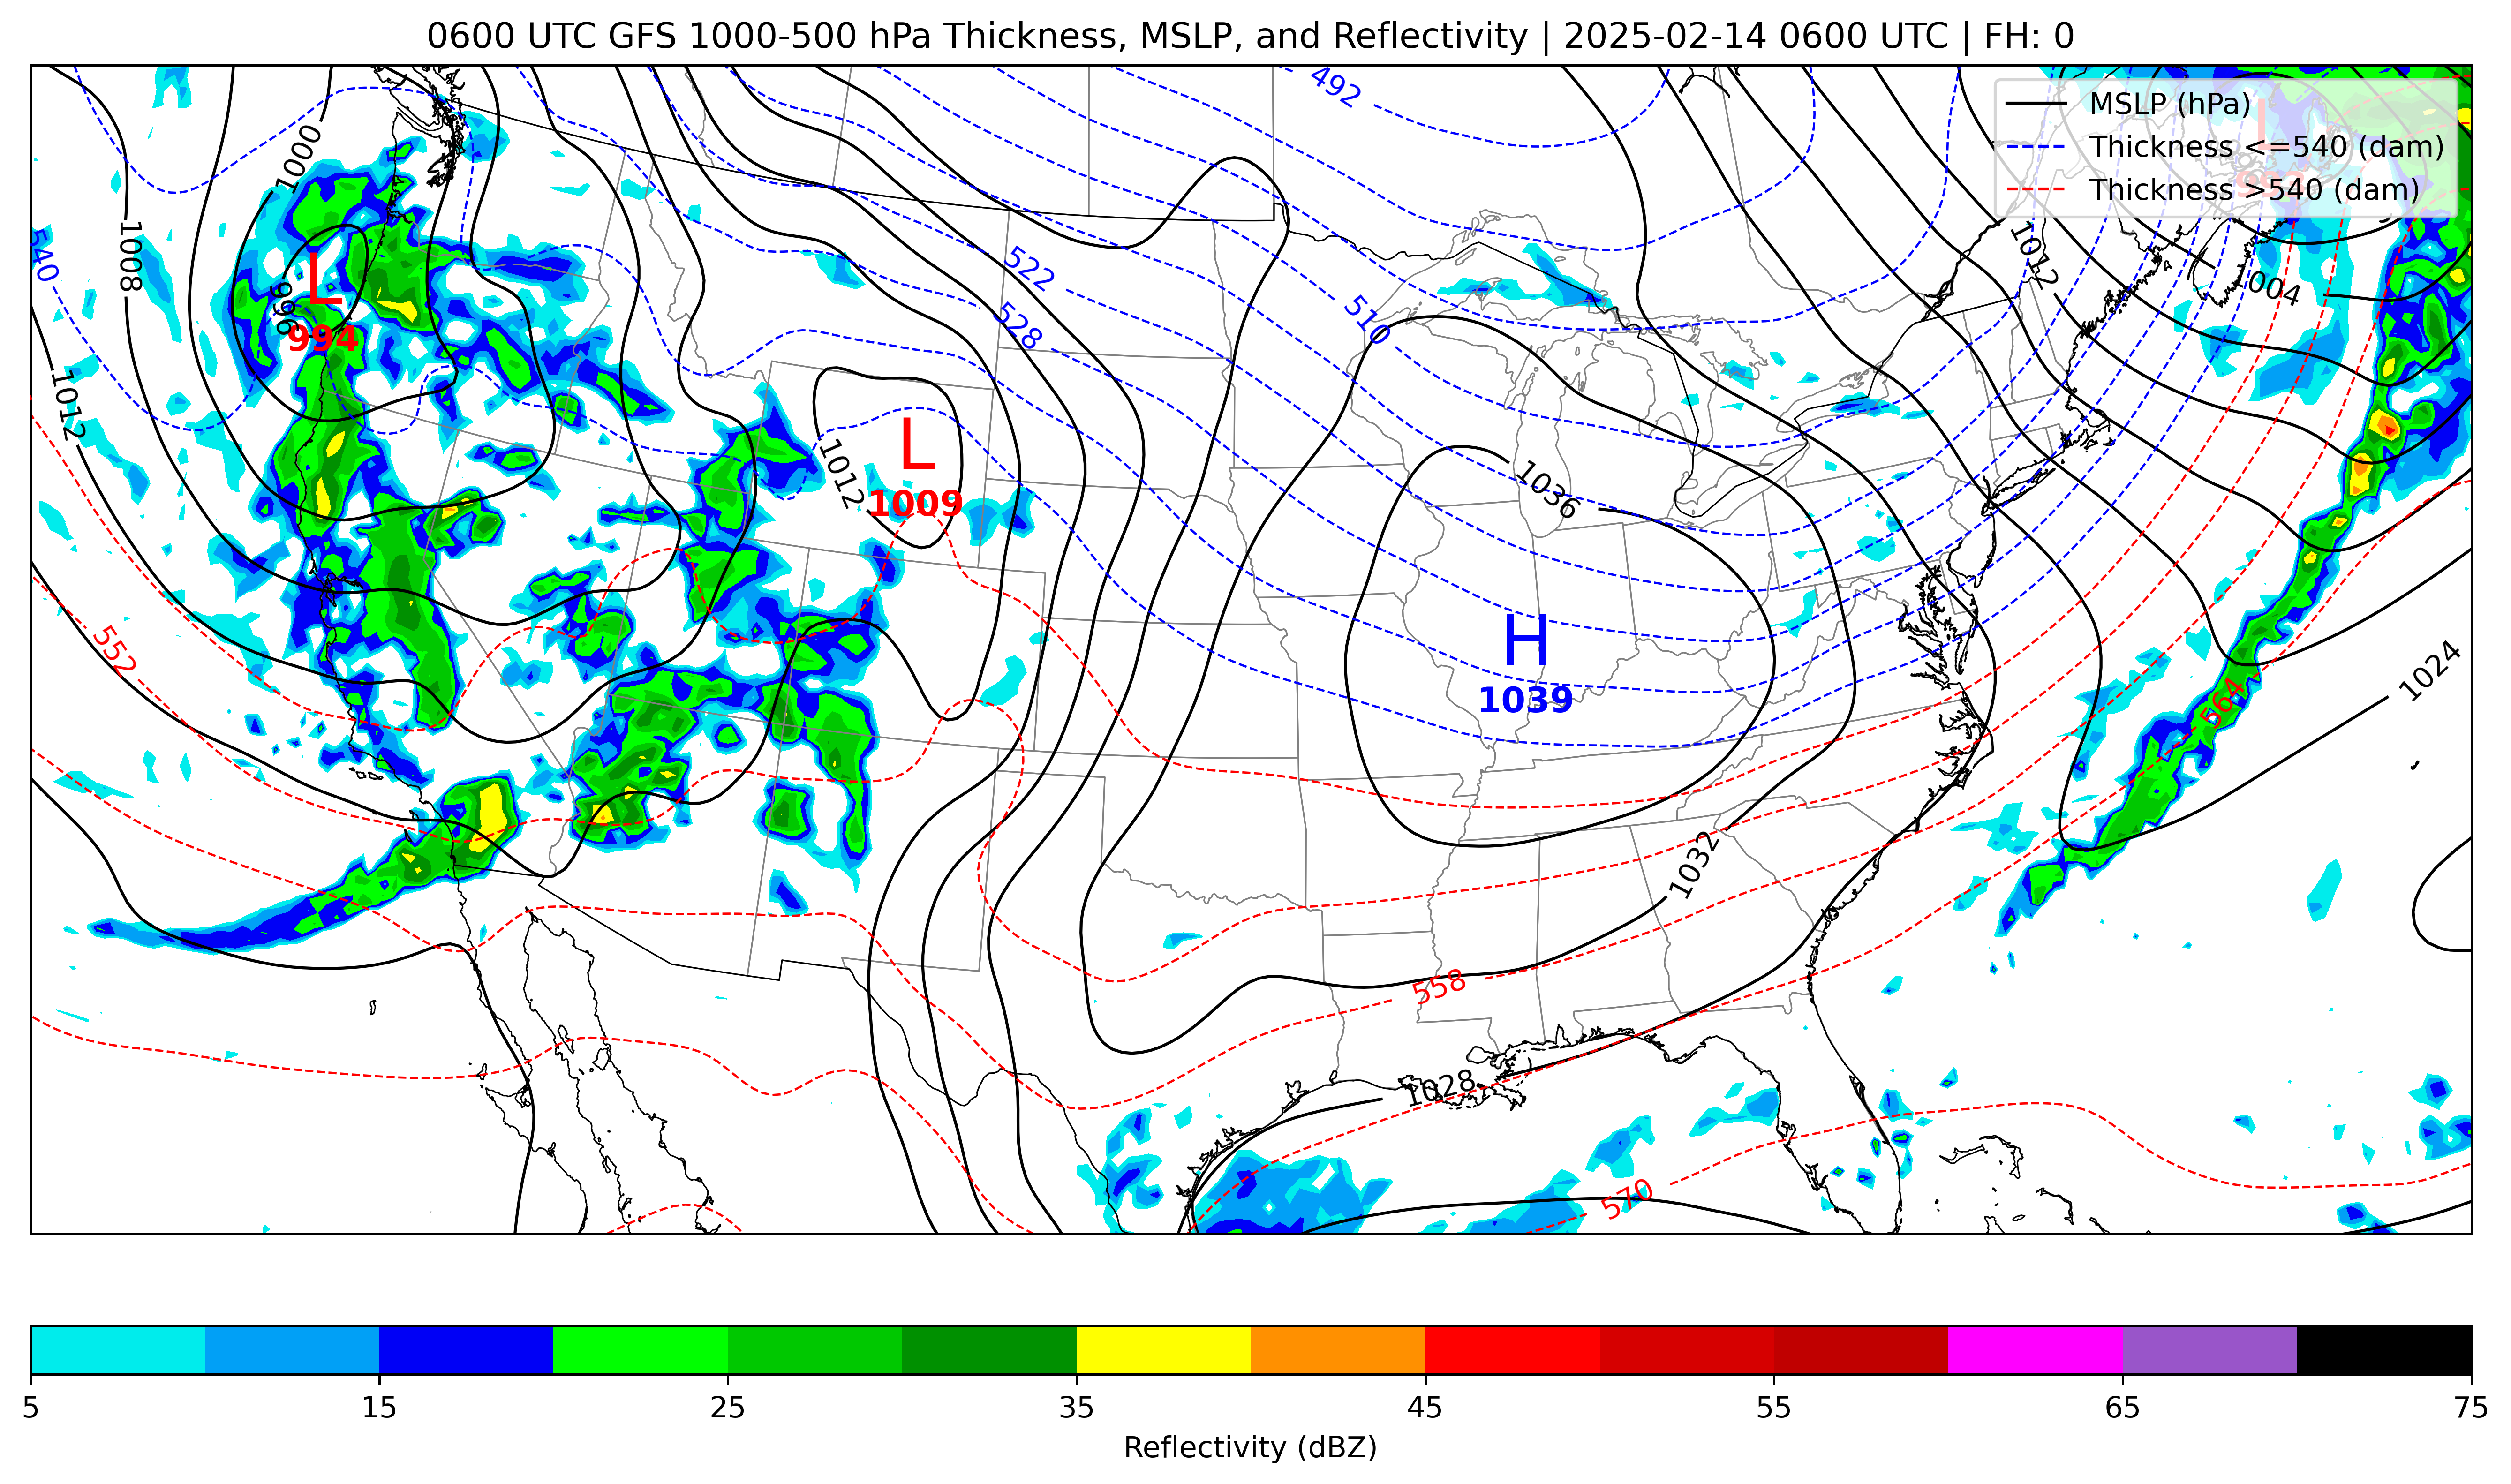 0600 UTC GFS 1000-500 hPa Thickness, MSLP, and Reflectivity | 2025-02-14 0600 UTC | FH: 0
MSLP (hPa)
Thickness <=540 (dam)
Thickness >540 (dam)
492
1000
1008
540
L
996
994
1012
522
528
510
1012
1004
L
1012
1009
1036
H
1039
552
564
1024
1032
558
1028
570
L
5 15 25 35 45 55 65 75
Reflectivity (dBZ)